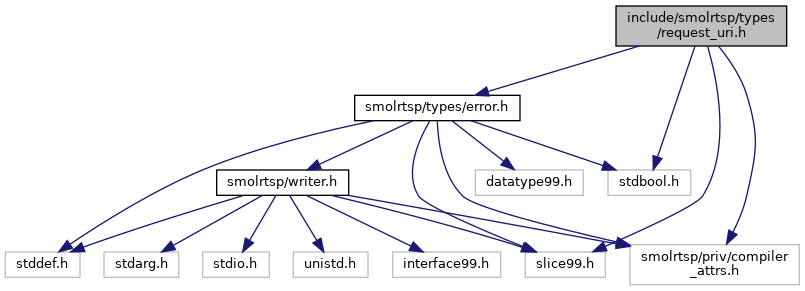 include/smolrtsp/types
/request_uri.h
smolrtsp/types/error.h
smolrtsp/writer.h
datatype99.h
stdbool.h
stddef.h
stdarg.h
stdio.h
unistd.h
interface99.h
slice99.h
smolrtsp/priv/compiler
_attrs.h